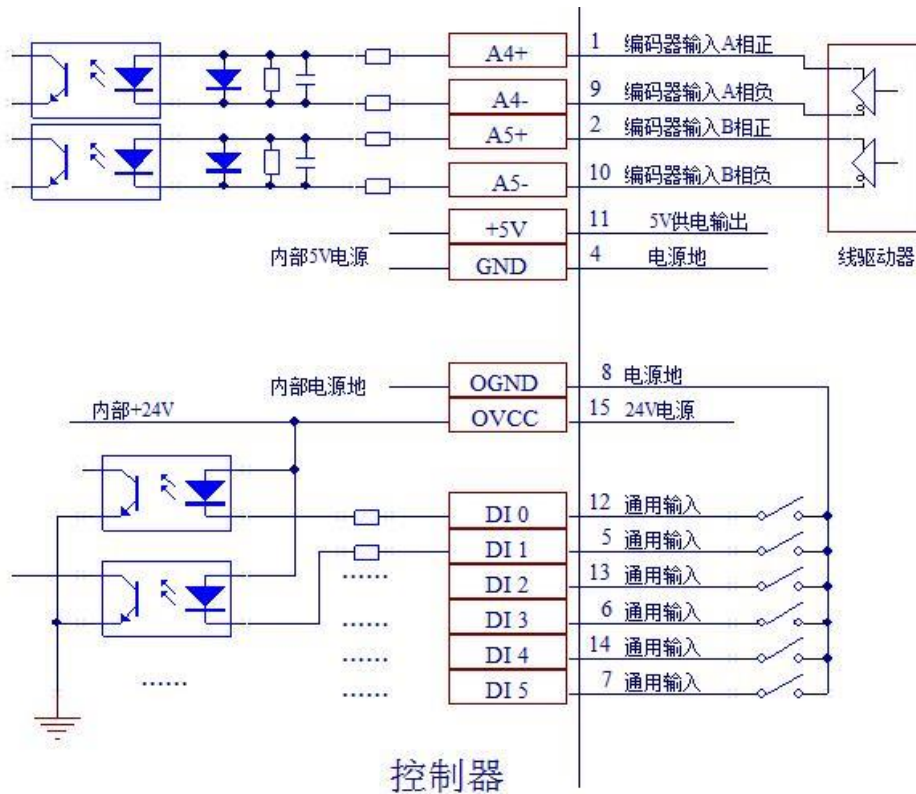 A4+ 1 编码器输入A相正
A4- 9 编码器输入A相负
A5+ 2 编码器输入B相正
A5- 10 编码器输入B相负
+5V 11 5V供电输出
内部5V电源 GND 4 电源地 线驱动器
内部电源地 OGND 8 电源地
内部+24V OVCC 15 24V电源
DI 0 12 通用输入
DI 1 5 通用输入
...... DI 2 13 通用输入
...... DI 3 6 通用输入
...... DI 4 14 通用输入
...... ...... DI 5 7 通用输入
控制器